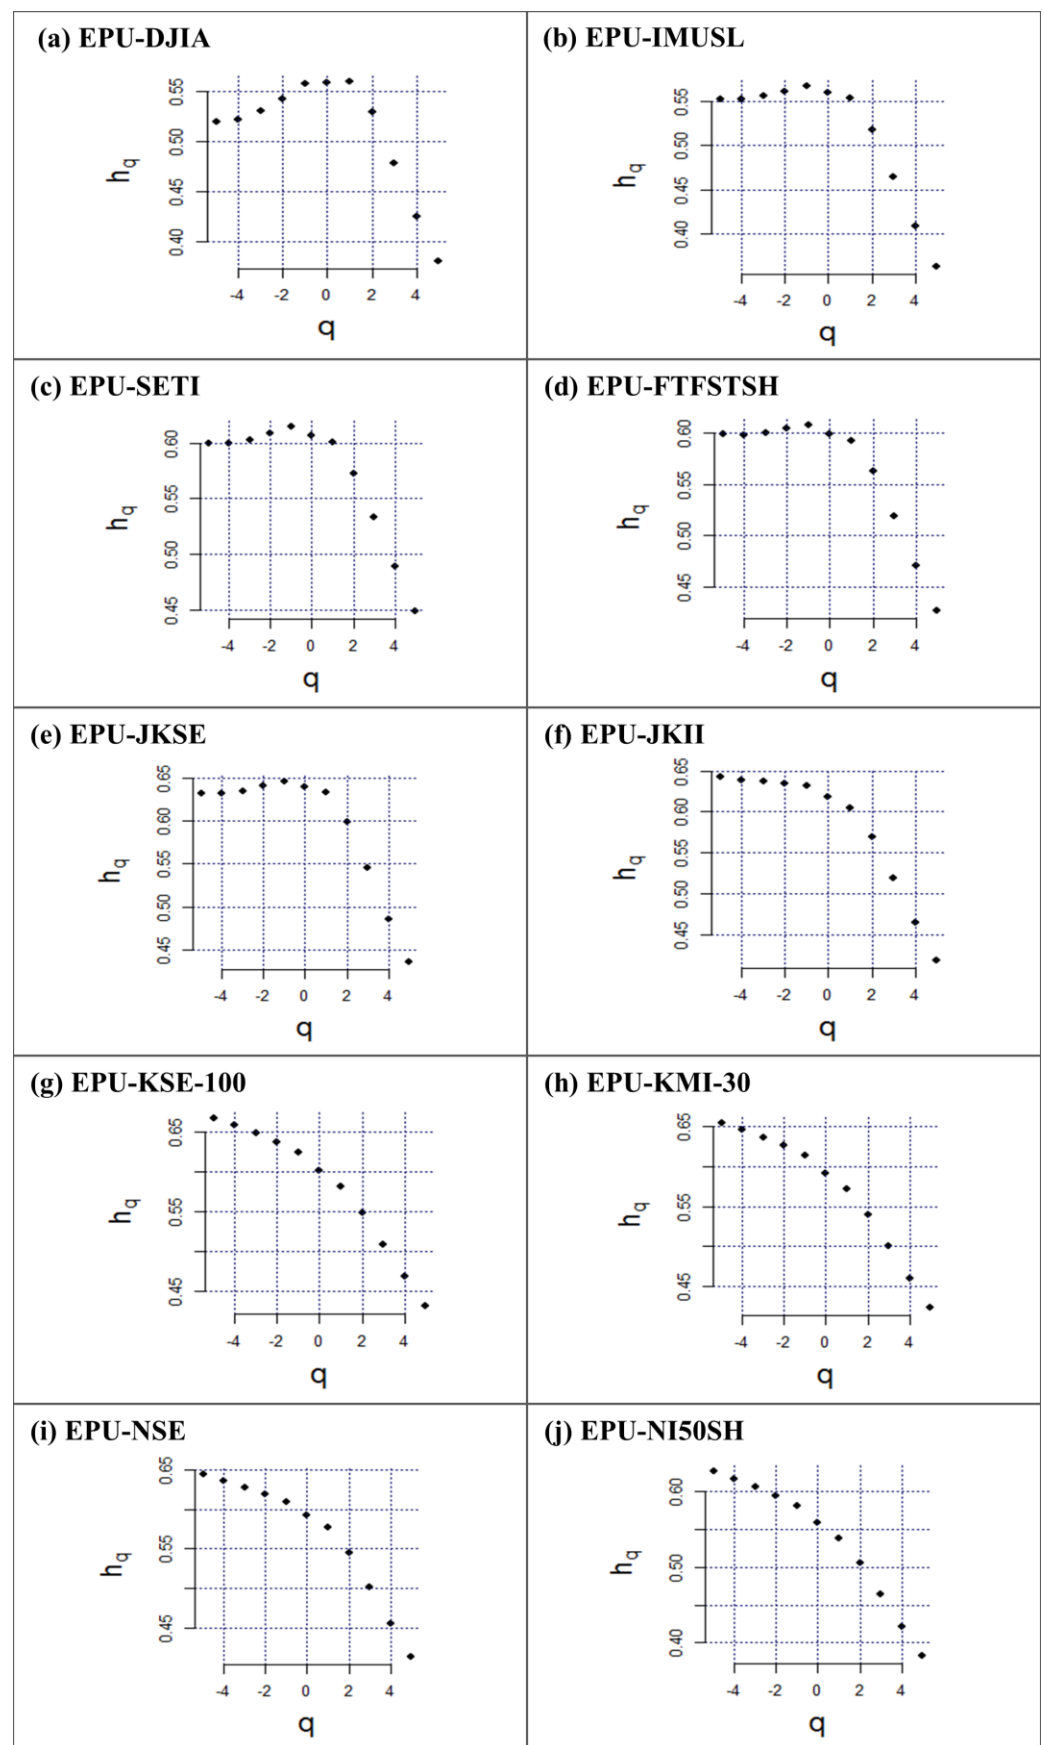 (a) EPU-DJIA
0.55
0.50
0.45
0.40
hq
-4 -2 0 2 4
q
(b) EPU-IMUSL
0.55
0.50
0.45
0.40
hq
-4 -2 0 2 4
q
(c) EPU-SETI
0.60
0.55
0.50
0.45
hq
-4 -2 0 2 4
q
(d) EPU-FTFSTSH
0.60
0.55
0.50
0.45
hq
-4 -2 0 2 4
q
(e) EPU-JKSE
0.65
0.60
0.55
0.50
0.45
hq
-4 -2 0 2 4
q
(f) EPU-JKII
0.65
0.60
0.55
0.50
0.45
hq
-4 -2 0 2 4
q
(g) EPU-KSE-100
0.65
0.55
0.45
hq
-4 -2 0 2 4
q
(h) EPU-KMI-30
0.65
0.55
0.45
hq
-4 -2 0 2 4
q
(i) EPU-NSE
0.65
0.55
0.45
hq
-4 -2 0 2 4
q
(j) EPU-NI50SH
0.60
0.50
0.40
hq
-4 -2 0 2 4
q